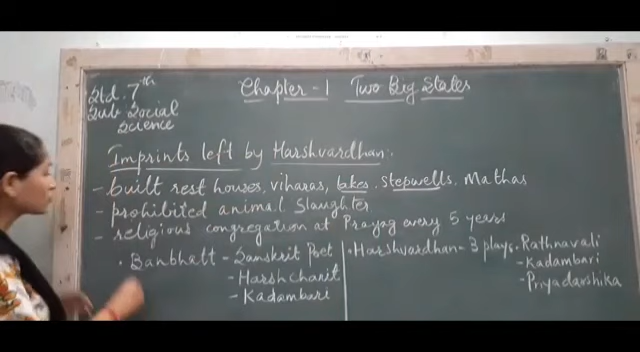 Std. 7th
Sub Social
Science
Chapter - 1 Two Big States
Imprints left by Harshvardhan:
- built rest houses, viharas, lakes, stepwells, Mathas
- prohibited animal Slaughter
- religious congregation at Prayag every 5 years
• Banbhatt - Sanskrit Poet
- Harshcharit
- Kadambari
• Harshvardhan - 3 plays - Rathnavali
- Kadambari
- Priyadarshika